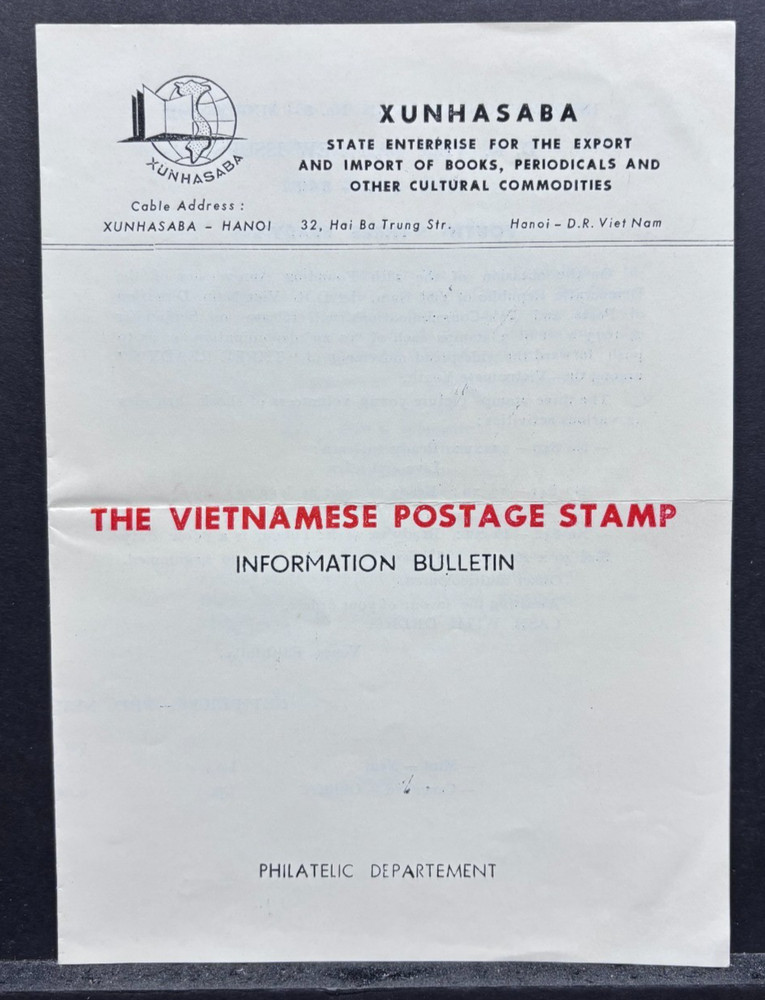 XUNHASABA
XUNHASABA
STATE ENTERPRISE FOR THE EXPORT
AND IMPORT OF BOOKS, PERIODICALS AND
OTHER CULTURAL COMMODITIES
Cable Address :
XUNHASABA – HANOI 32, Hai Ba Trung Str. Hanoi – D.R. Viet Nam
THE VIETNAMESE POSTAGE STAMP
INFORMATION BULLETIN
PHILATELIC DEPARTEMENT